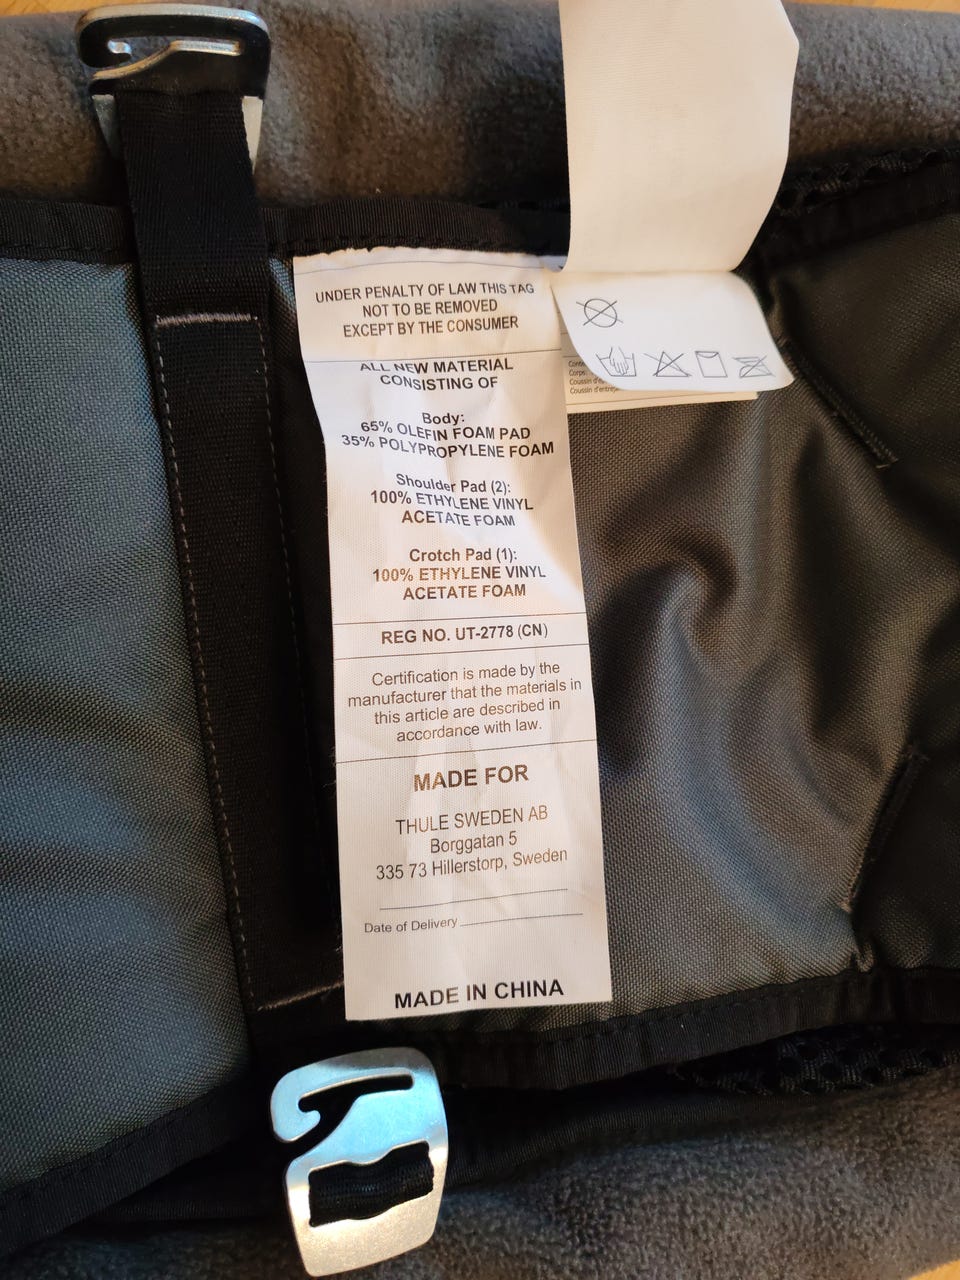 UNDER PENALTY OF LAW THIS TAG
NOT TO BE REMOVED
EXCEPT BY THE CONSUMER
ALL NEW MATERIAL
CONSISTING OF
Body:
65% OLEFIN FOAM PAD
35% POLYPROPYLENE FOAM
Shoulder Pad (2):
100% ETHYLENE VINYL
ACETATE FOAM
Crotch Pad (1):
100% ETHYLENE VINYL
ACETATE FOAM
REG NO. UT-2778 (CN)
Certification is made by the
manufacturer that the materials in
this article are described in
accordance with law.
MADE FOR
THULE SWEDEN AB
Borggatan 5
335 73 Hillerstorp, Sweden
Date of Delivery
MADE IN CHINA
Corps:
Coussin
Coussin